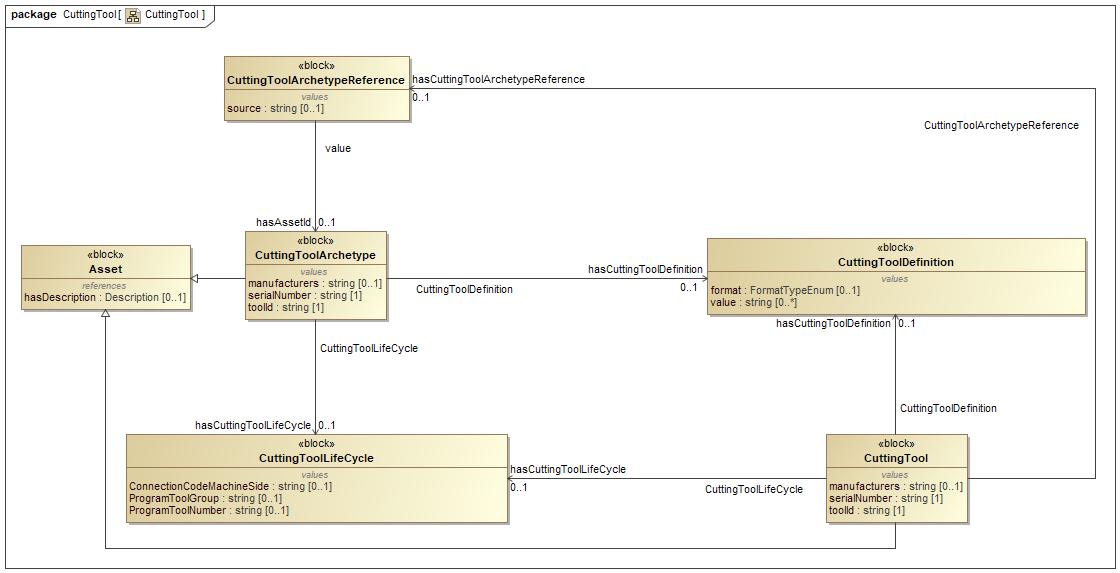 package CuttingTool [ CuttingTool ]
«block»
CuttingToolArchetypeReference
values
source : string [0..1]
hasCuttingToolArchetypeReference
0..1
CuttingToolArchetypeReference
value
hasAssetId 0..1
«block»
Asset
references
hasDescription : Description [0..1]
«block»
CuttingToolArchetype
values
manufacturers : string [0..1]
serialNumber : string [1]
toolId : string [1]
CuttingToolDefinition
hasCuttingToolDefinition
0..1
«block»
CuttingToolDefinition
values
format : FormatTypeEnum [0..1]
value : string [0..*]
hasCuttingToolDefinition 0..1
CuttingToolLifeCycle
CuttingToolDefinition
hasCuttingToolLifeCycle 0..1
«block»
CuttingToolLifeCycle
values
ConnectionCodeMachineSide : string [0..1]
ProgramToolGroup : string [0..1]
ProgramToolNumber : string [0..1]
hasCuttingToolLifeCycle
0..1
CuttingToolLifeCycle
«block»
CuttingTool
values
manufacturers : string [0..1]
serialNumber : string [1]
toolId : string [1]